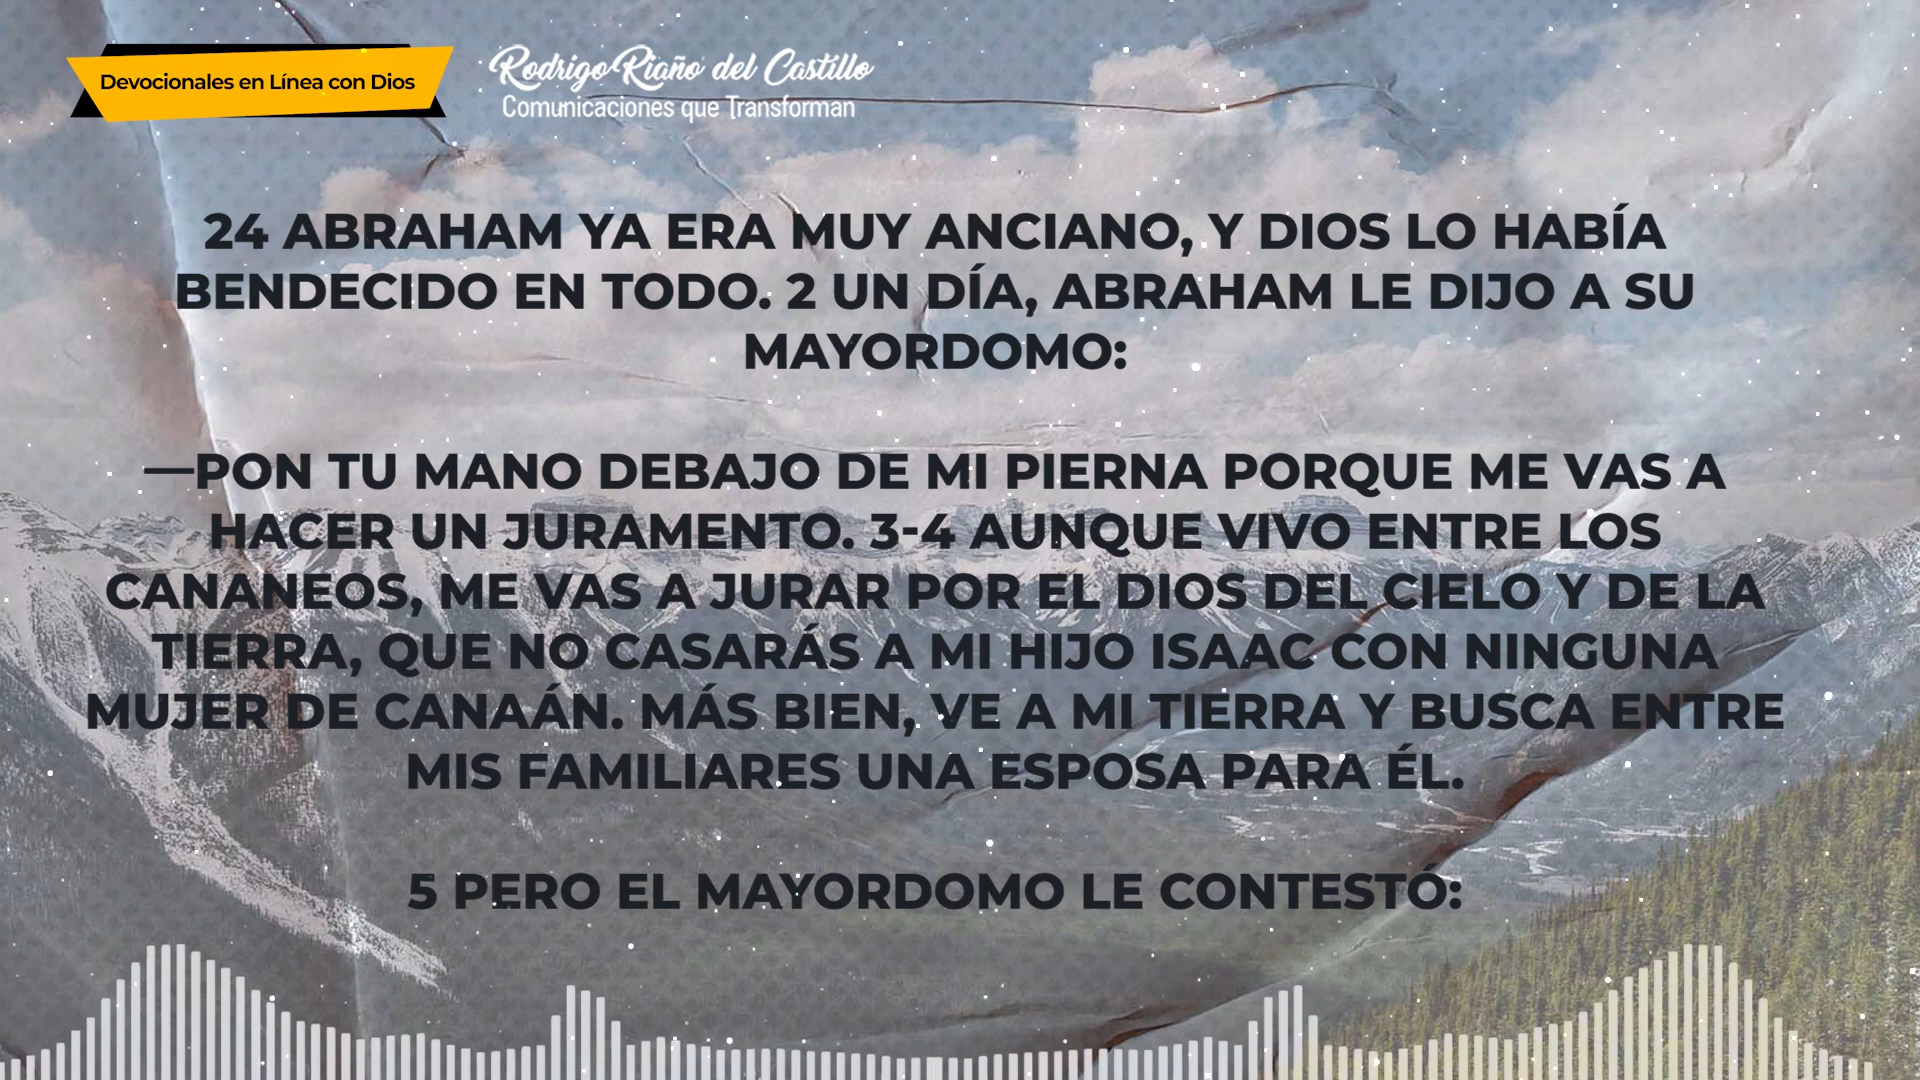 Devocionales en Línea con Dios
Rodrigo Riaño del Castillo
Comunicaciones que Transforman
24 ABRAHAM YA ERA MUY ANCIANO, Y DIOS LO HABÍA
BENDECIDO EN TODO. 2 UN DÍA, ABRAHAM LE DIJO A SU
MAYORDOMO:
—PON TU MANO DEBAJO DE MI PIERNA PORQUE ME VAS A
HACER UN JURAMENTO. 3-4 AUNQUE VIVO ENTRE LOS
CANANEOS, ME VAS A JURAR POR EL DIOS DEL CIELO Y DE LA
TIERRA, QUE NO CASARÁS A MI HIJO ISAAC CON NINGUNA
MUJER DE CANAÁN. MÁS BIEN, VE A MI TIERRA Y BUSCA ENTRE
MIS FAMILIARES UNA ESPOSA PARA ÉL.
5 PERO EL MAYORDOMO LE CONTESTÓ: